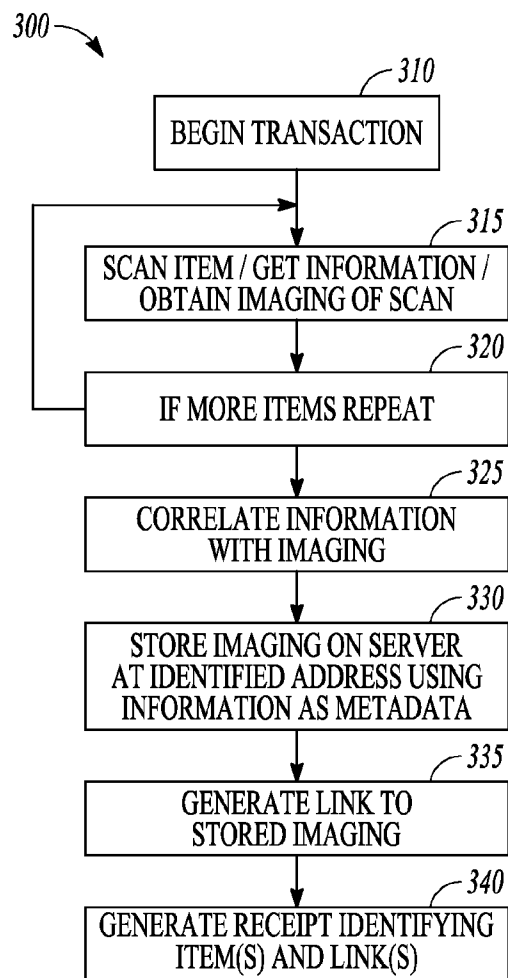 300
310
BEGIN TRANSACTION
315
SCAN ITEM / GET INFORMATION /
OBTAIN IMAGING OF SCAN
320
IF MORE ITEMS REPEAT
325
CORRELATE INFORMATION
WITH IMAGING
330
STORE IMAGING ON SERVER
AT IDENTIFIED ADDRESS USING
INFORMATION AS METADATA
335
GENERATE LINK TO
STORED IMAGING
340
GENERATE RECEIPT IDENTIFYING
ITEM(S) AND LINK(S)